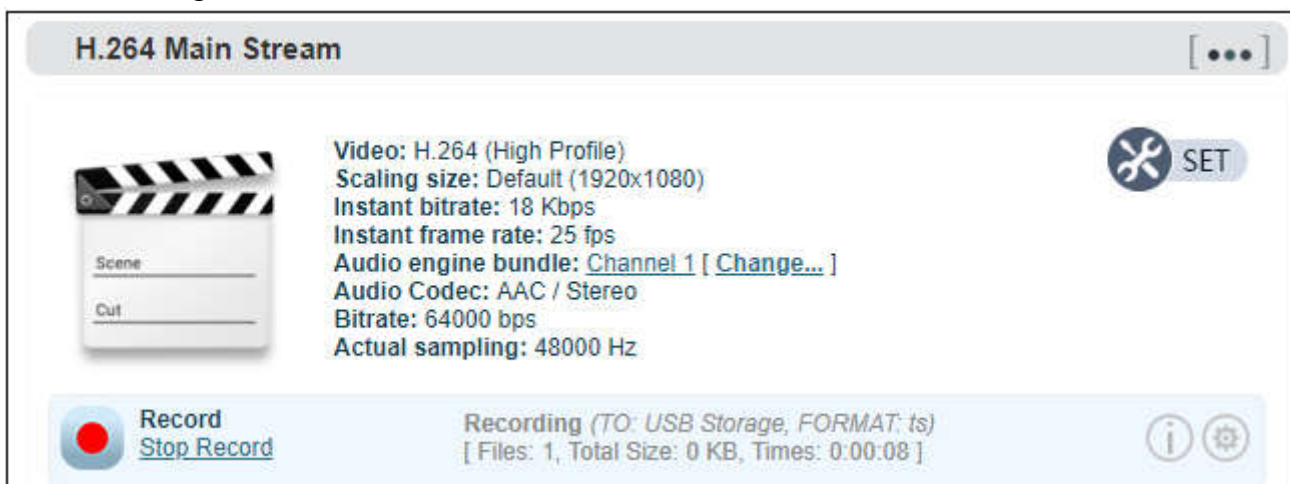 H.264 Main Stream
[•••]
Video: H.264 (High Profile)
Scaling size: Default (1920x1080)
Instant bitrate: 18 Kbps
Instant frame rate: 25 fps
Audio engine bundle: Channel 1 [ Change... ]
Audio Codec: AAC / Stereo
Bitrate: 64000 bps
Actual sampling: 48000 Hz
SET
Scene
Cut
Record
Stop Record
Recording (TO: USB Storage, FORMAT: ts)
[ Files: 1, Total Size: 0 KB, Times: 0:00:08 ]